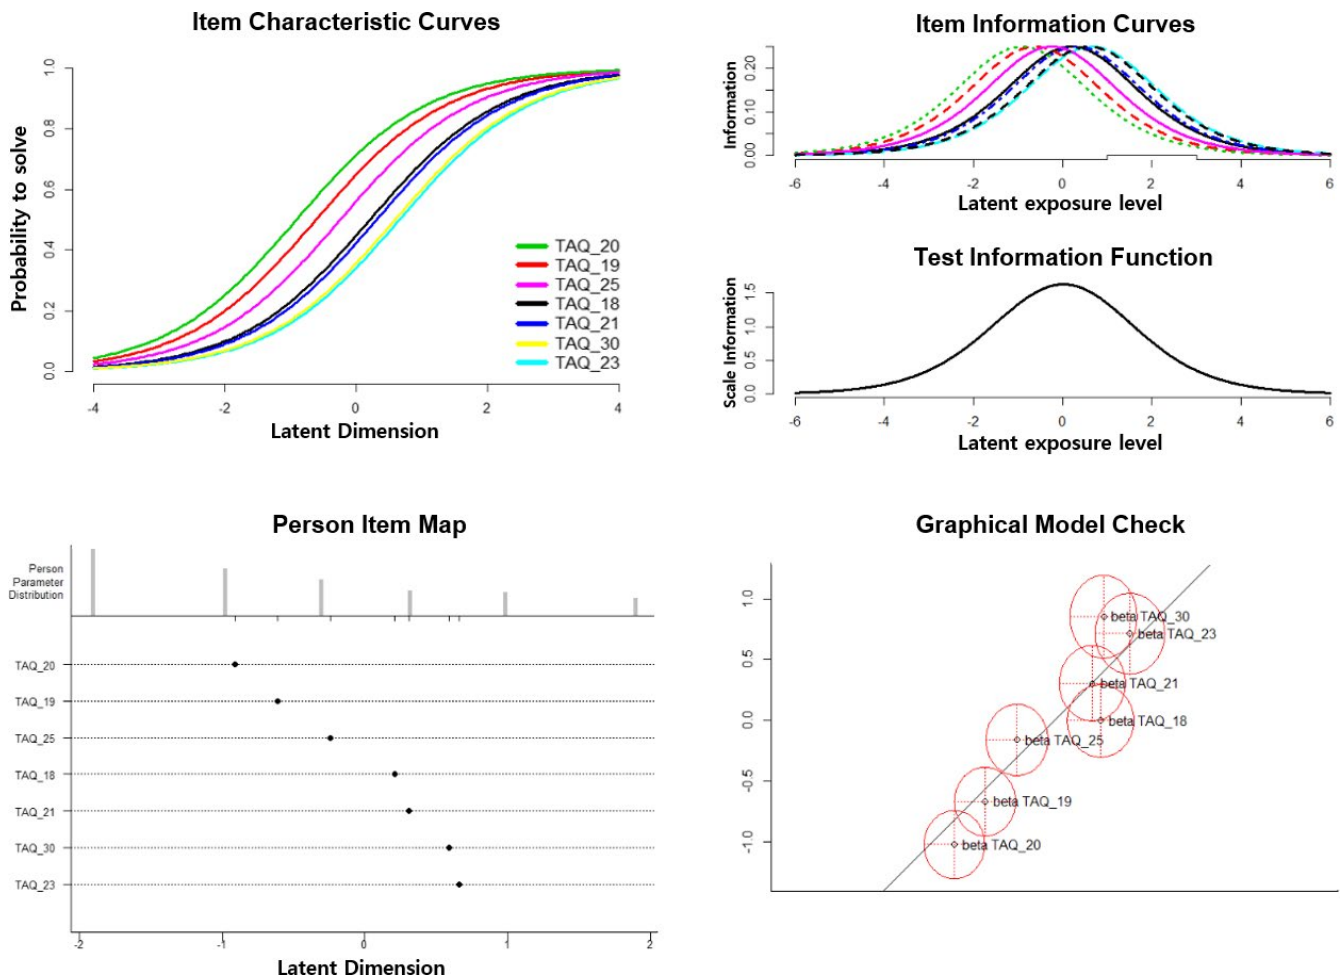 Item Characteristic Curves
Probability to solve
1.0
0.8
0.6
0.4
0.2
0.0
TAQ_20
TAQ_19
TAQ_25
TAQ_18
TAQ_21
TAQ_30
TAQ_23
-4
-2
0
2
4
Latent Dimension
Item Information Curves
Information
0.20
0.10
0.00
-6
-4
-2
0
2
4
6
Latent exposure level
Test Information Function
Scale Information
1.5
1.0
0.5
0.0
-6
-4
-2
0
2
4
6
Latent exposure level
Person Item Map
Person
Parameter
Distribution
TAQ_20
TAQ_19
TAQ_25
TAQ_18
TAQ_21
TAQ_30
TAQ_23
-2
-1
0
1
2
Latent Dimension
Graphical Model Check
1.0
0.5
0.0
-0.5
-1.0
beta TAQ_30
beta TAQ_23
beta TAQ_21
beta TAQ_18
beta TAQ_25
beta TAQ_19
beta TAQ_20